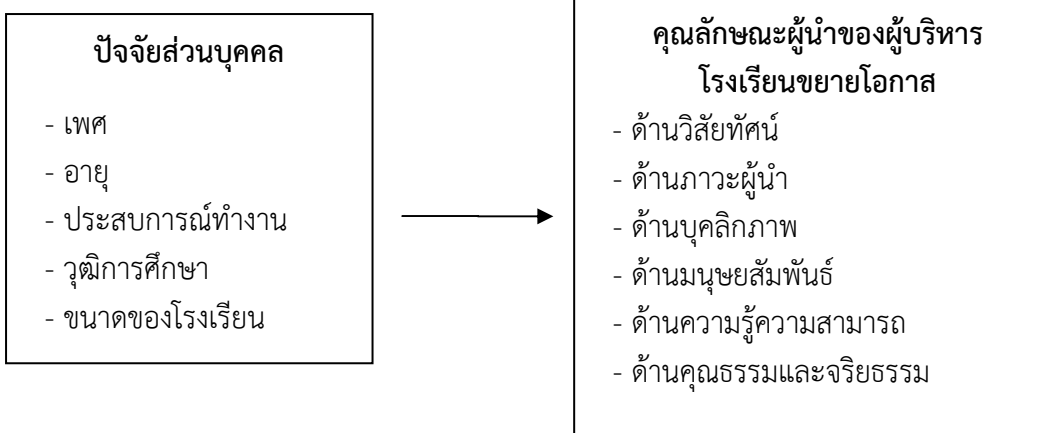 ปัจจัยส่วนบุคคล
- เพศ
- อายุ
- ประสบการณ์ทำงาน
- วุฒิการศึกษา
- ขนาดของโรงเรียน
คุณลักษณะผู้นำของผู้บริหาร
โรงเรียนขยายโอกาส
- ด้านวิสัยทัศน์
- ด้านภาวะผู้นำ
- ด้านบุคลิกภาพ
- ด้านมนุษยสัมพันธ์
- ด้านความรู้ความสามารถ
- ด้านคุณธรรมและจริยธรรม